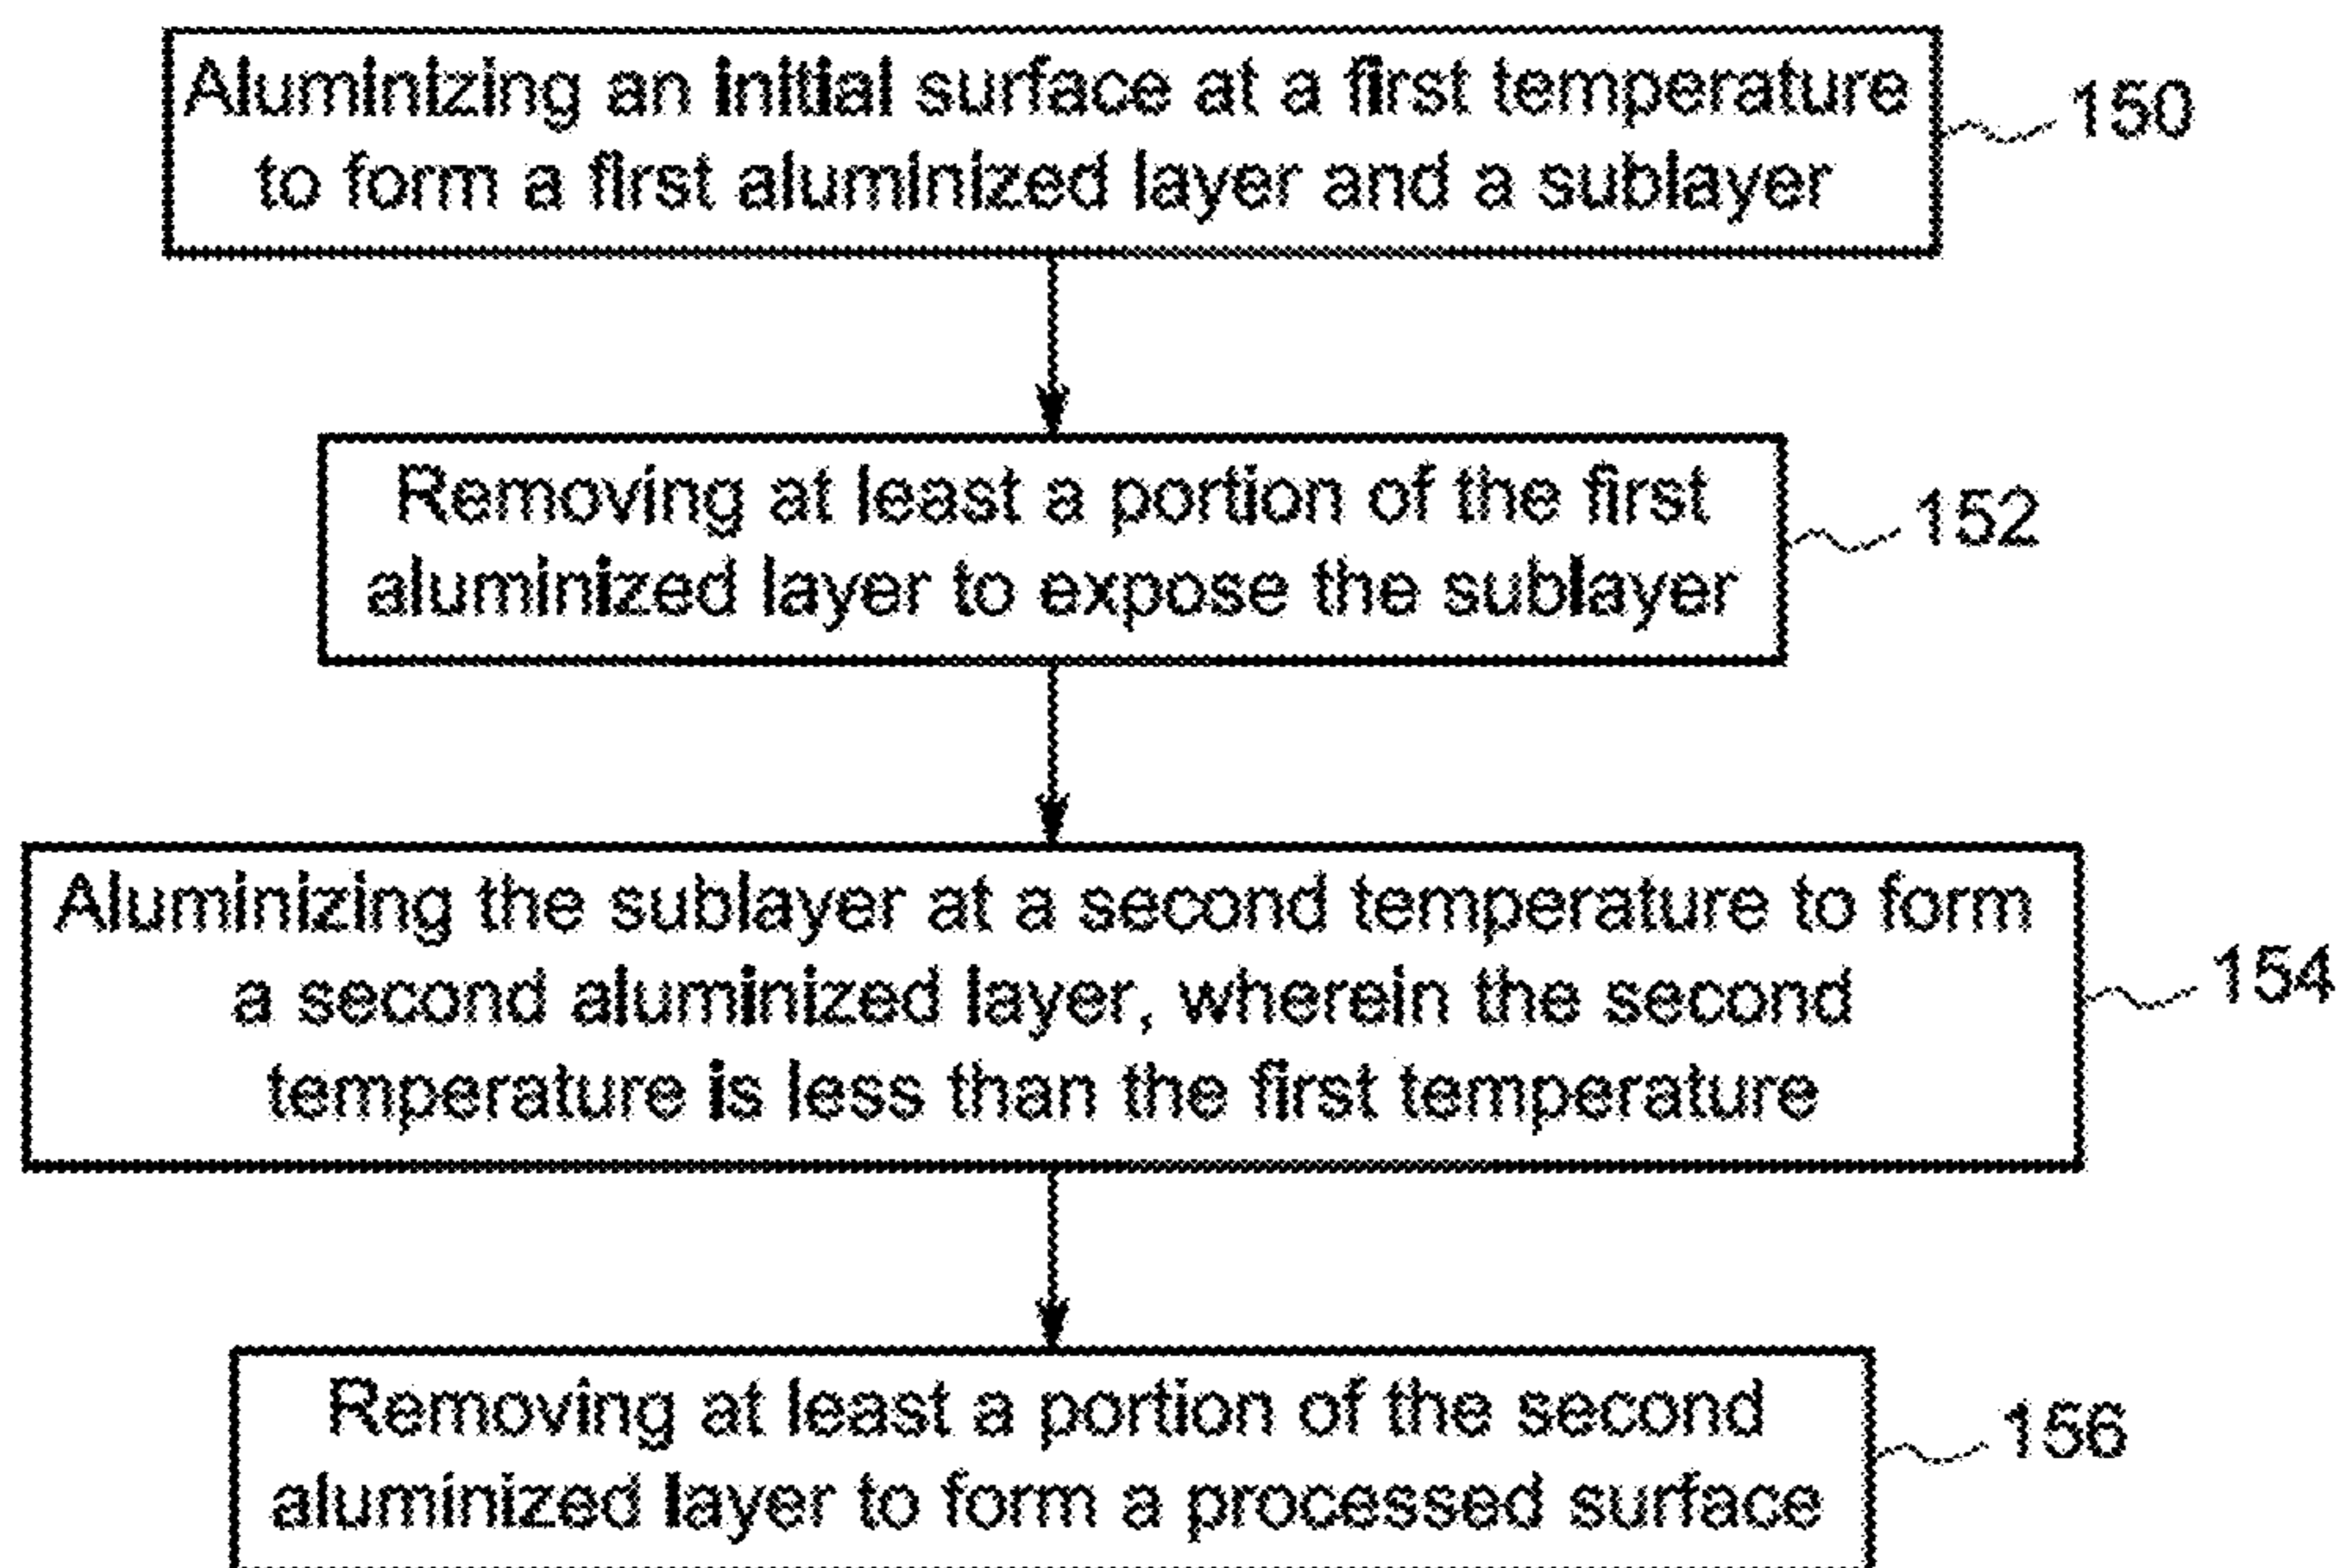 Aluminizing an initial surface at a first temperature
to form a first aluminized layer and a sublayer
150
Removing at least a portion of the first
aluminized layer to expose the sublayer
152
Aluminizing the sublayer at a second temperature to form
a second aluminized layer, wherein the second
temperature is less than the first temperature
154
Removing at least a portion of the second
aluminized layer to form a processed surface
156